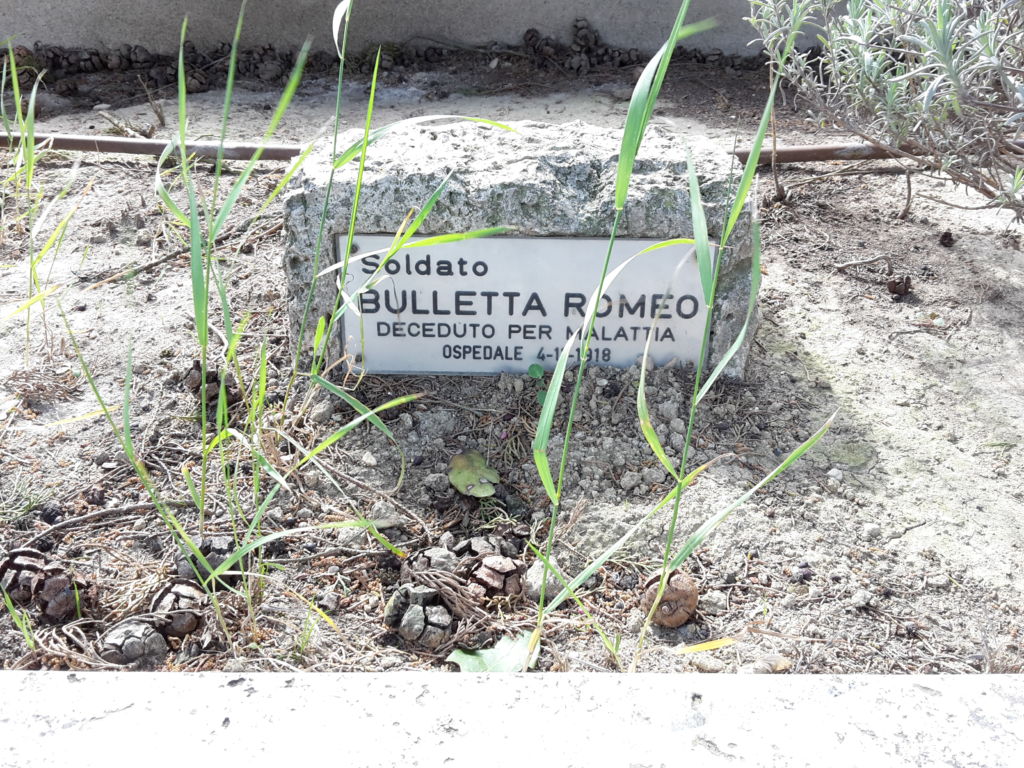 Soldato
BULLETTA ROMEO
DECEDUTO PER MALATTIA
OSPEDALE